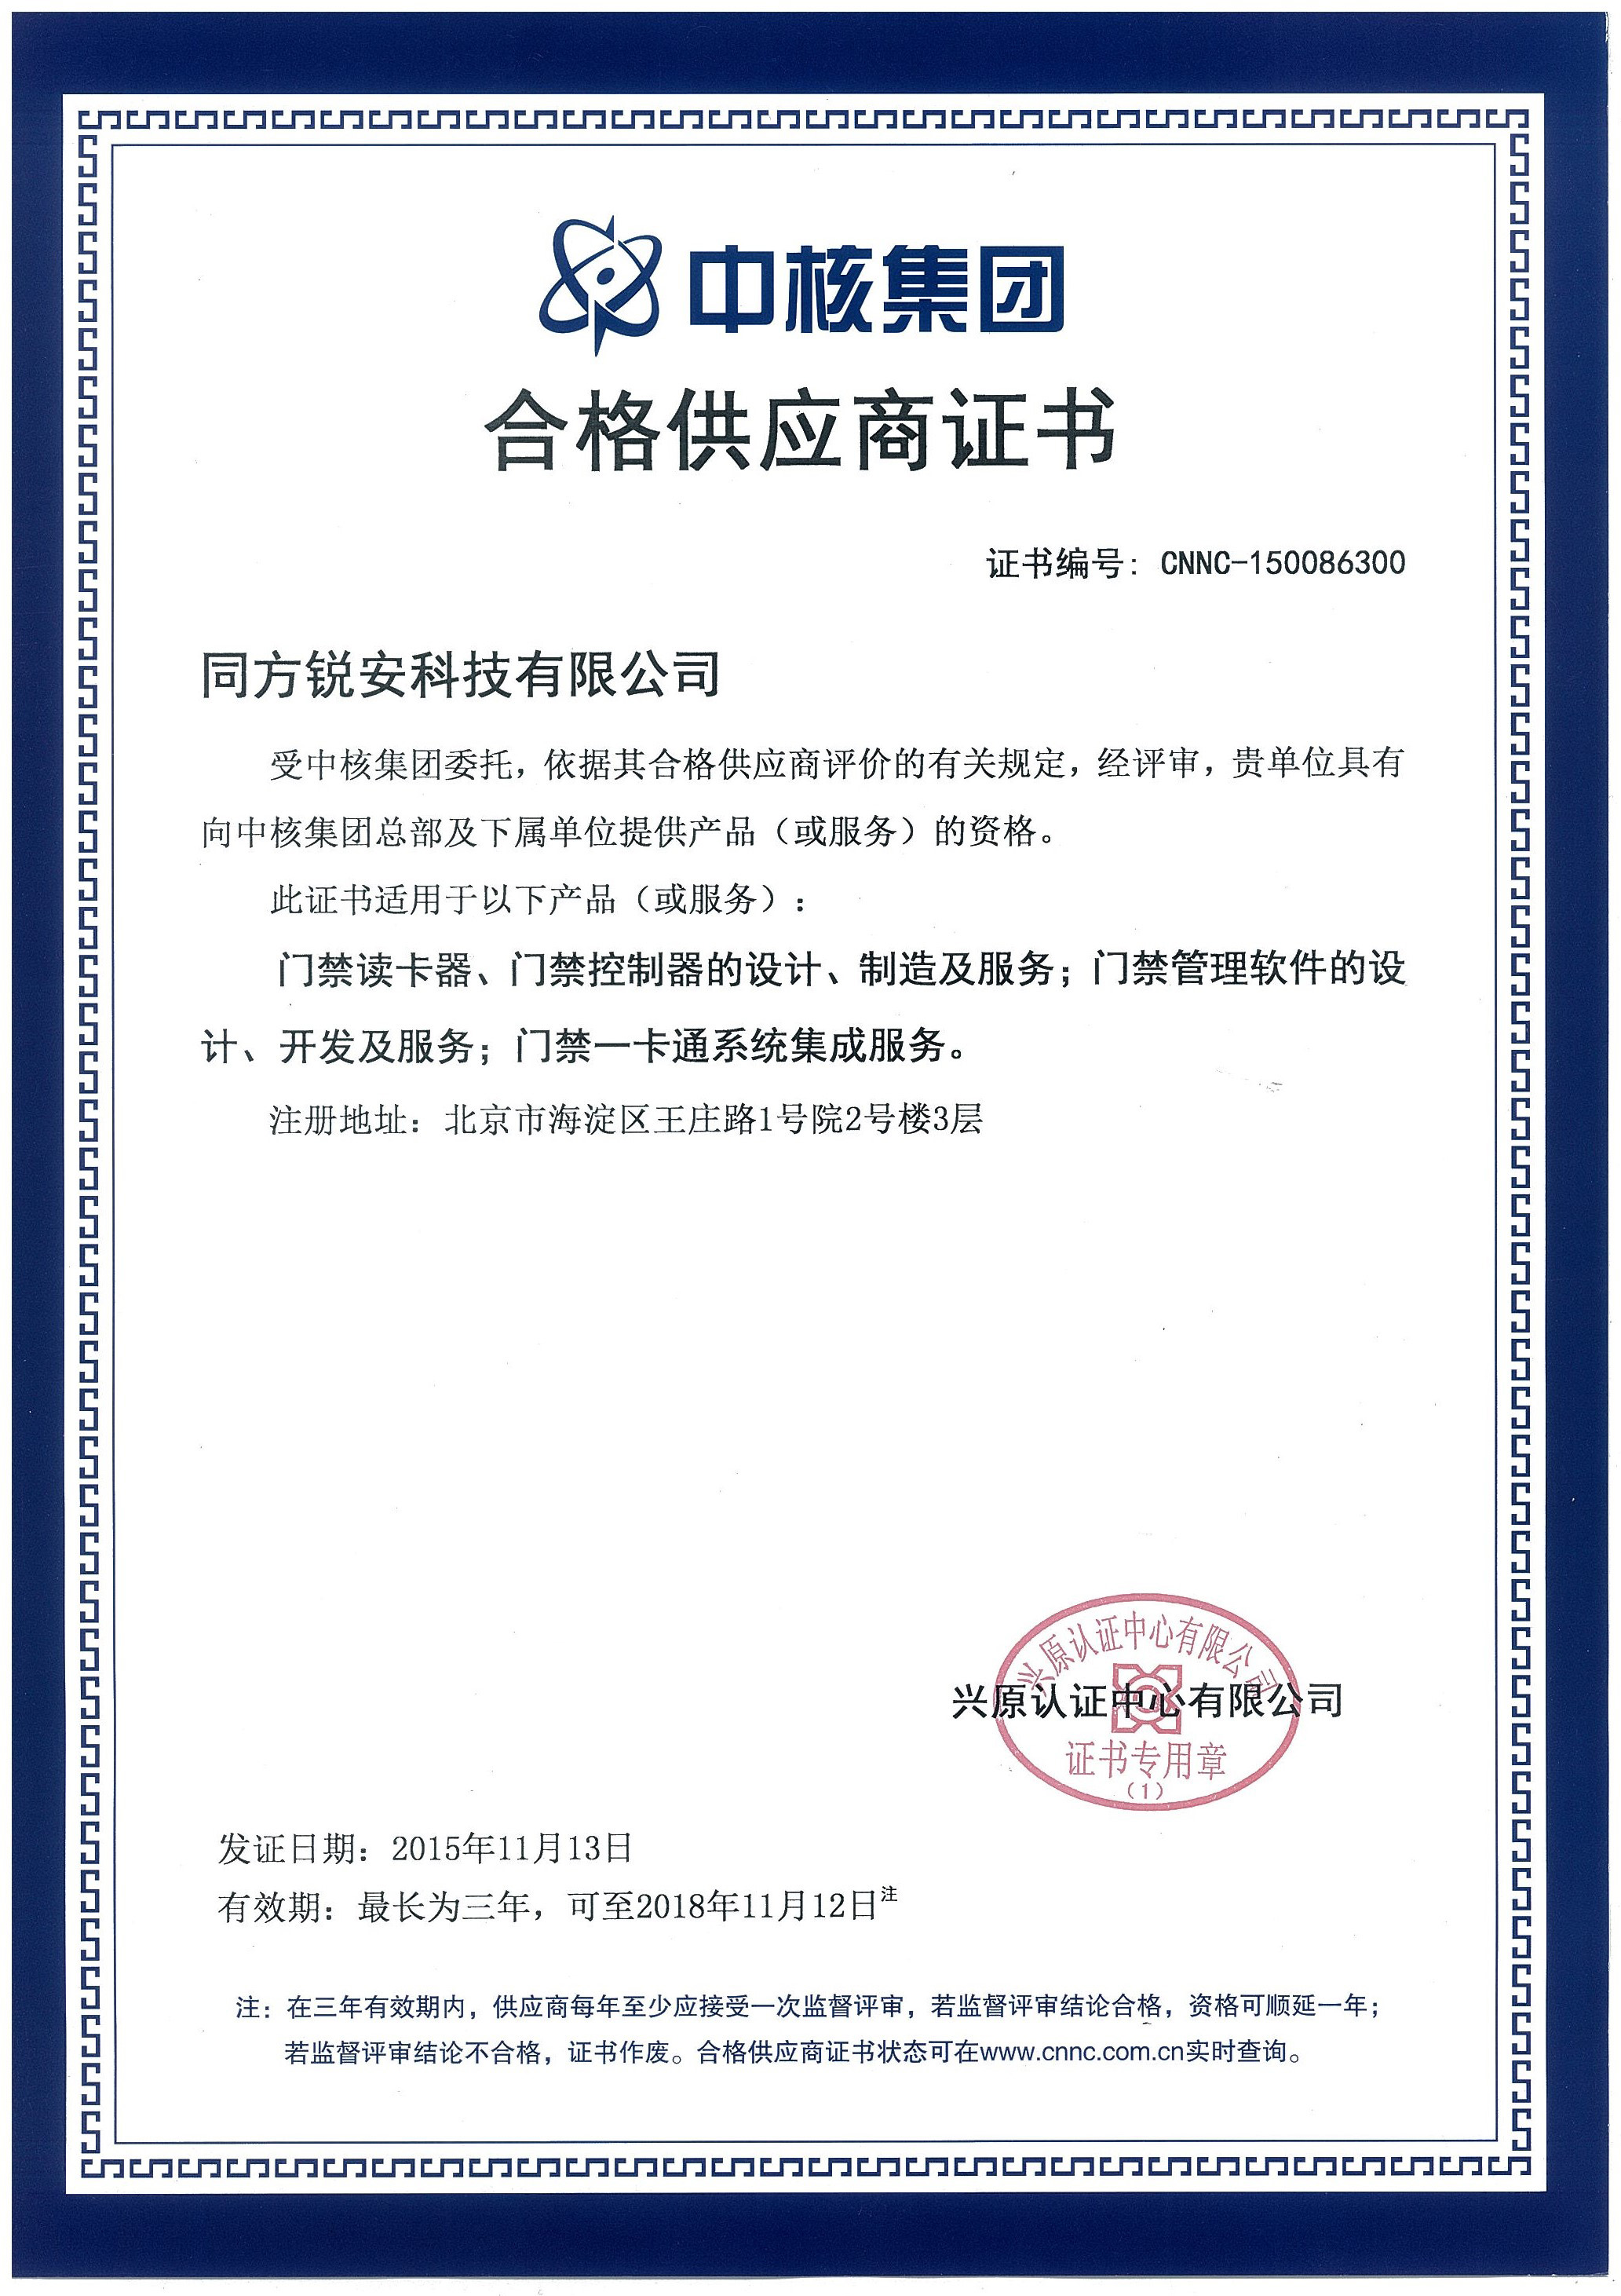 中核集团
合格供应商证书
证书编号：CNNC-150086300
同方锐安科技有限公司
受中核集团委托，依据其合格供应商评价的有关规定，经评审，贵单位具有
向中核集团总部及下属单位提供产品（或服务）的资格。
此证书适用于以下产品（或服务）：
门禁读卡器、门禁控制器的设计、制造及服务；门禁管理软件的设
计、开发及服务；门禁一卡通系统集成服务。
注册地址：北京市海淀区王庄路1号院2号楼3层
兴原认证中心有限公司
兴原认证中心有限公司
证书专用章
（1）
发证日期：2015年11月13日
有效期：最长为三年，可至2018年11月12日注
注：在三年有效期内，供应商每年至少应接受一次监督评审，若监督评审结论合格，资格可顺延一年；
若监督评审结论不合格，证书作废。合格供应商证书状态可在www.cnnc.com.cn实时查询。